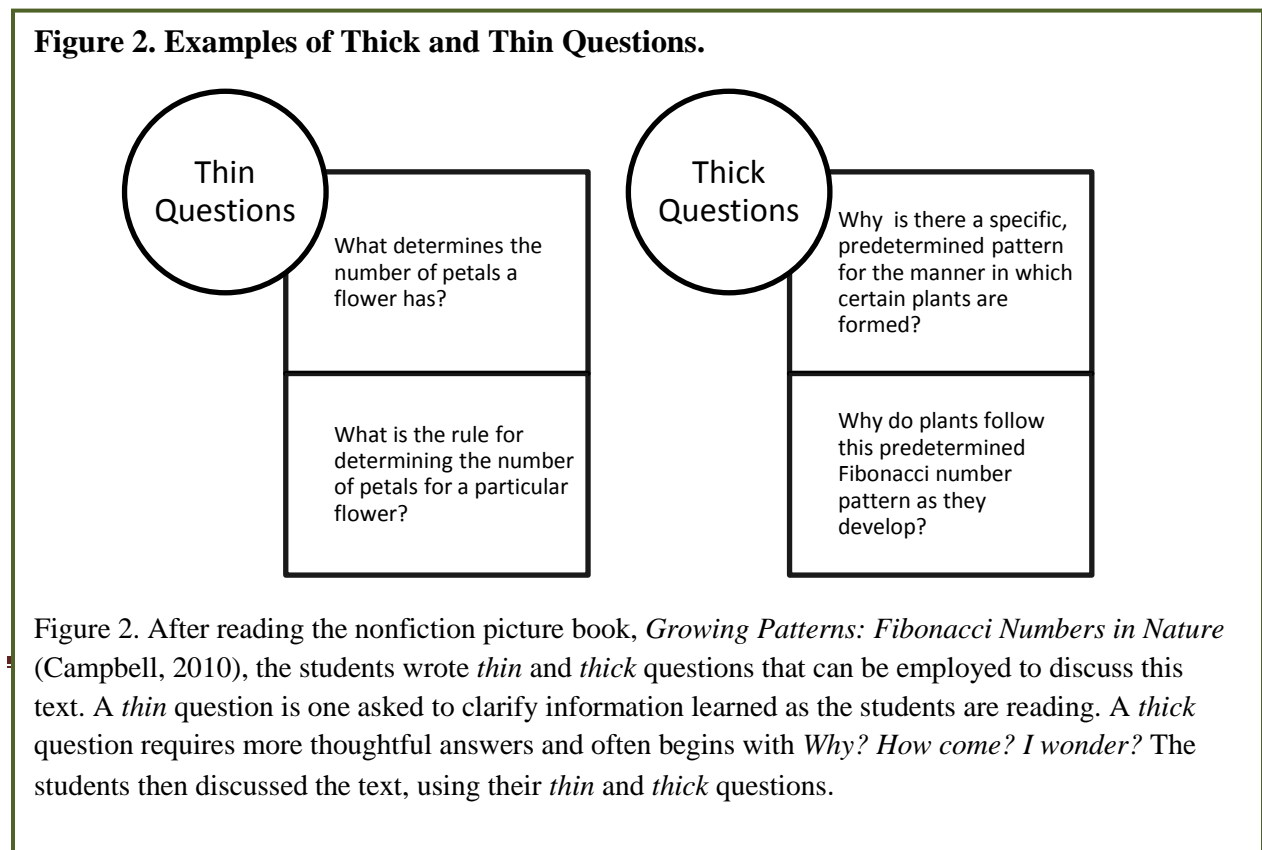 Figure 2. Examples of Thick and Thin Questions.
Thin
Questions
What determines the
number of petals a
flower has?
What is the rule for
determining the number
of petals for a particular
flower?
Thick
Questions
Why is there a specific,
predetermined pattern
for the manner in which
certain plants are
formed?
Why do plants follow
this predetermined
Fibonacci number
pattern as they
develop?
Figure 2. After reading the nonfiction picture book, Growing Patterns: Fibonacci Numbers in Nature
(Campbell, 2010), the students wrote thin and thick questions that can be employed to discuss this
text. A thin question is one asked to clarify information learned as the students are reading. A thick
question requires more thoughtful answers and often begins with Why? How come? I wonder? The
students then discussed the text, using their thin and thick questions.